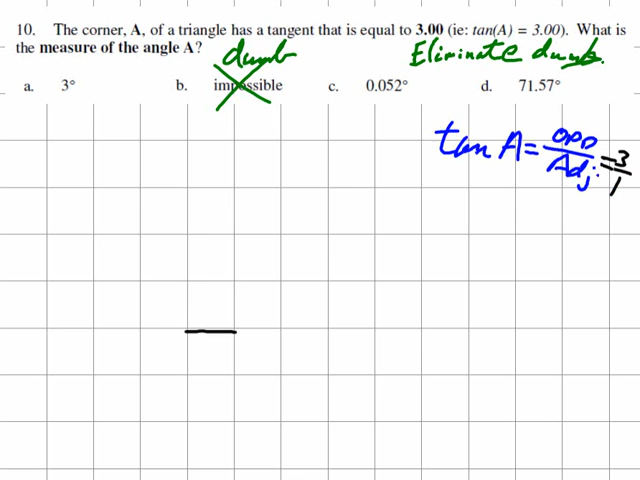 10. The corner, A, of a triangle has a tangent that is equal to 3.00 (ie: tan(A) = 3.00). What is
the measure of the angle A?
dumb Eliminate dumb.
a. 3° b. impossible c. 0.052° d. 71.57°
tan A = opp/Adj. = 3/1